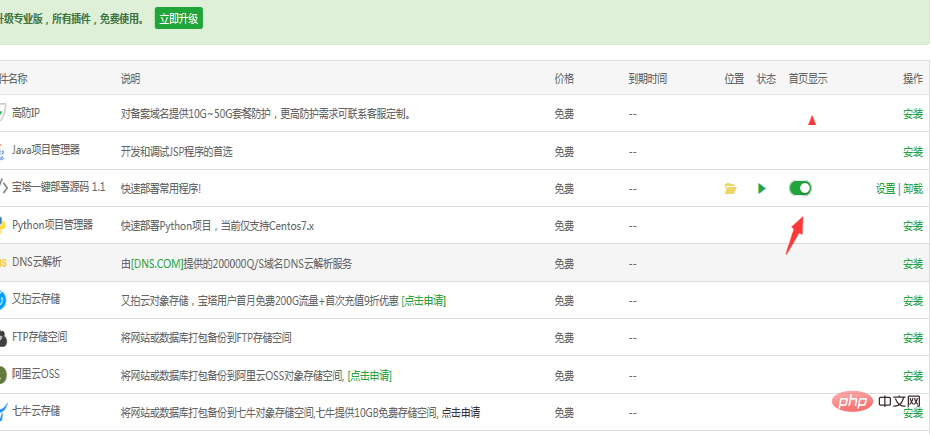 升级专业版，所有插件，免费使用。 立即升级
件名称 说明 价格 到期时间 位置 状态 首页显示 操作
高防IP 对备案域名提供10G~50G套餐防护，更高防护需求可联系客服定制。 免费 -- 安装
Java项目管理器 开发和调试JSP程序的首选 免费 -- 安装
宝塔一键部署源码 1.1 快速部署常用程序! 免费 -- 设置 | 卸载
Python项目管理器 快速部署Python项目，当前仅支持Centos7.x 免费 -- 安装
DNS云解析 由[DNS.COM]提供的200000Q/S域名DNS云解析服务 免费 -- 安装
又拍云存储 又拍云对象存储，宝塔用户首月免费200G流量+首次充值9折优惠 [点击申请] 免费 -- 安装
FTP存储空间 将网站或数据库打包备份到FTP存储空间 免费 -- 安装
阿里云OSS 将网站或数据库打包备份到阿里云OSS对象存储空间, [点击申请] 免费 -- 安装
七牛云存储 将网站或数据库打包备份到七牛对象存储空间,七牛提供10GB免费存储空间, 点击申请 免费 -- 安装
php 中文网